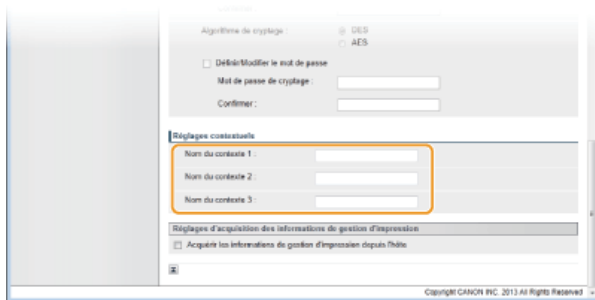 Algorithme de cryptage :
DES
AES
Définir/Modifier le mot de passe
Mot de passe de cryptage :
Confirmer :
Réglages contextuels
Nom du contexte 1 :
Nom du contexte 2 :
Nom du contexte 3 :
Réglages d'acquisition des informations de gestion d'impression
Acquérir les informations de gestion d'impression depuis l'hôte
Copyright CANON INC. 2013 All Rights Reserved